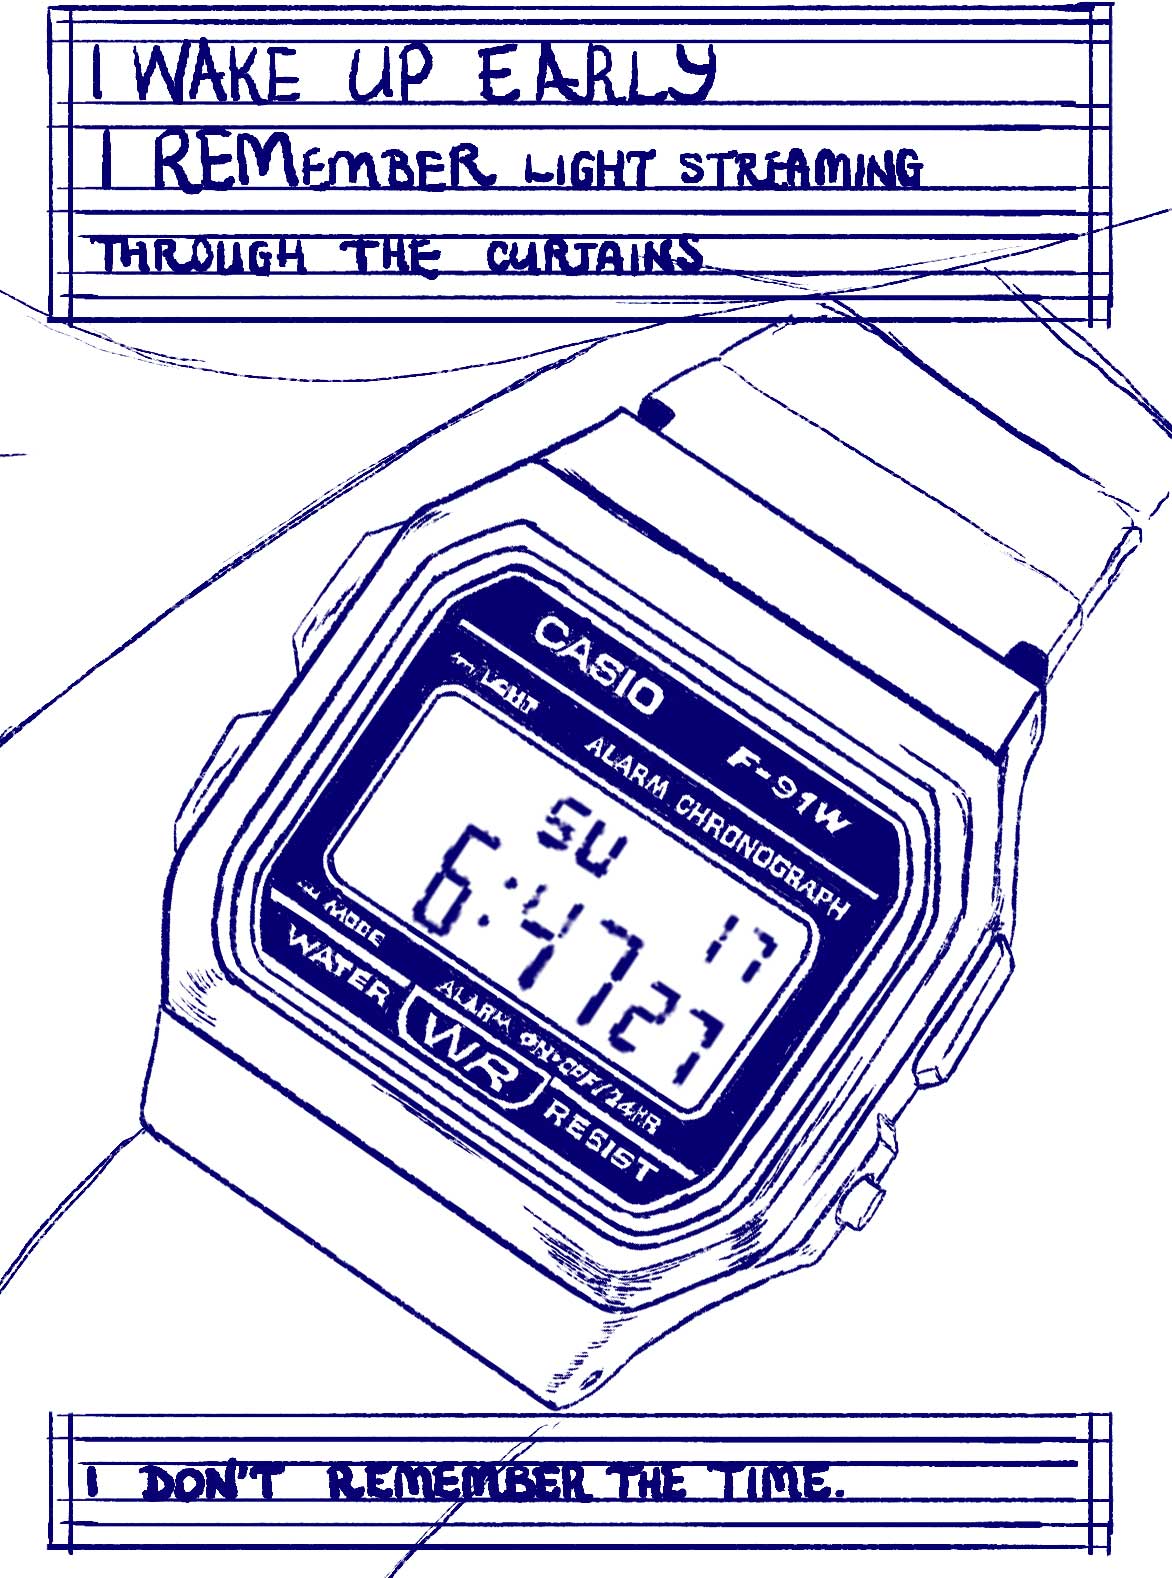 I WAKE UP EARLY
I REMEMBER LIGHT STREAMING
THROUGH THE CURTAINS
CASIO
F-91W
LIGHT
ALARM CHRONOGRAPH
SU 17
6:47 27
MODE
ALARM ON·OFF/24HR
WATER WR RESIST
I DON'T REMEMBER THE TIME.